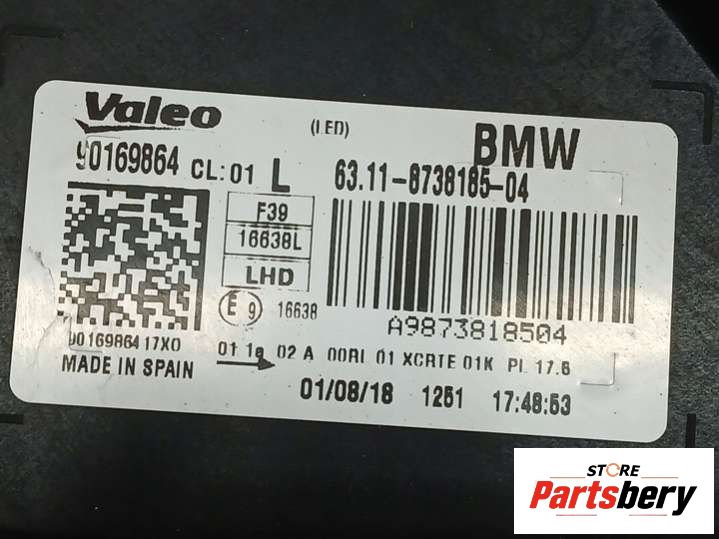 Valeo (LED) BMW
90169864 CL:01 L 63.11-8738185-04
F39
16638L
LHD
E 9 16638
A9873818504
90169864 17X0
01 1a 02 A 00RL 01 XCRTE 01K PL 17.6
MADE IN SPAIN
01/08/18 1251 17:48:53
STORE
Partsbery